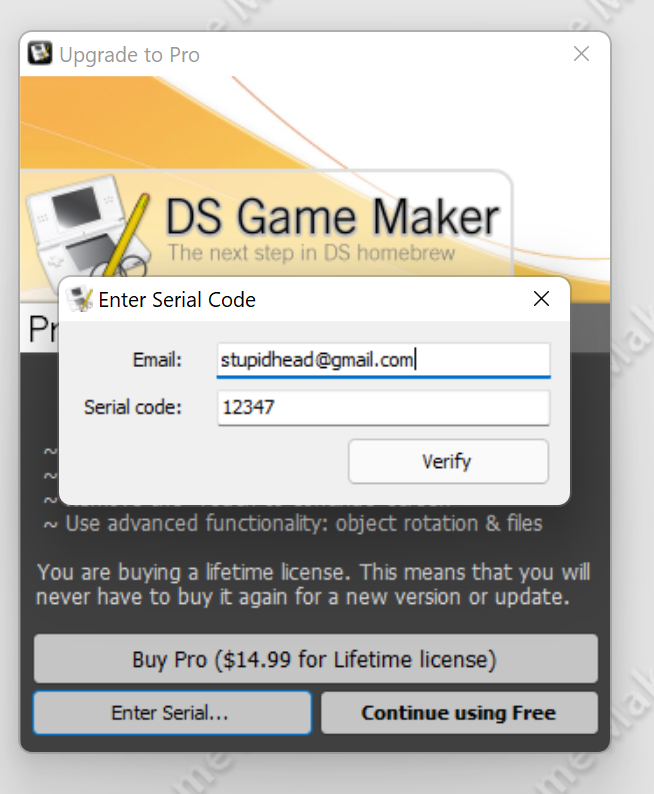 Upgrade to Pro
DS Game Maker
The next step in DS homebrew
Enter Serial Code
Pr
Email: stupidhead@gmail.com
Serial code: 12347
Verify
~
~
~
~ Use advanced functionality: object rotation & files
You are buying a lifetime license. This means that you will
never have to buy it again for a new version or update.
Buy Pro ($14.99 for Lifetime license)
Enter Serial... Continue using Free